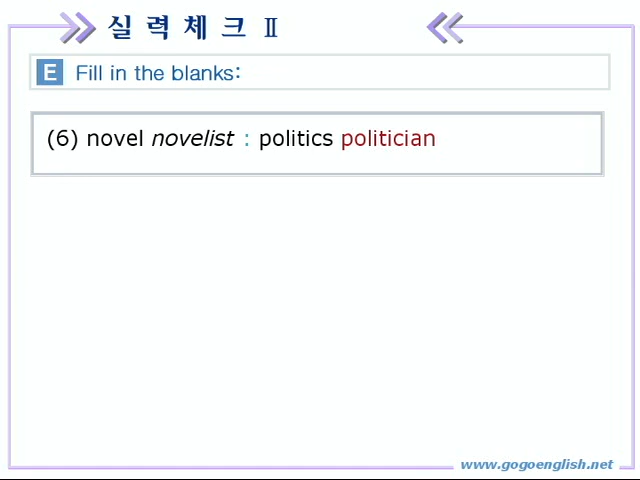 실 력 체 크 Ⅱ
E Fill in the blanks:
(6) novel novelist : politics politician
www.gogoenglish.net